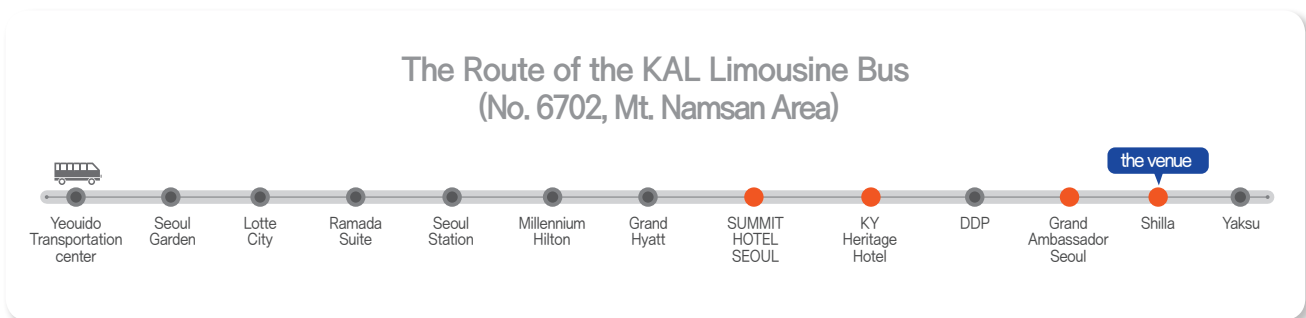 The Route of the KAL Limousine Bus
(No. 6702, Mt. Namsan Area)
the venue
Yeouido
Transportation
center
Seoul
Garden
Lotte
City
Ramada
Suite
Seoul
Station
Millennium
Hilton
Grand
Hyatt
SUMMIT
HOTEL
SEOUL
KY
Heritage
Hotel
DDP
Grand
Ambassador
Seoul
Shilla
Yaksu